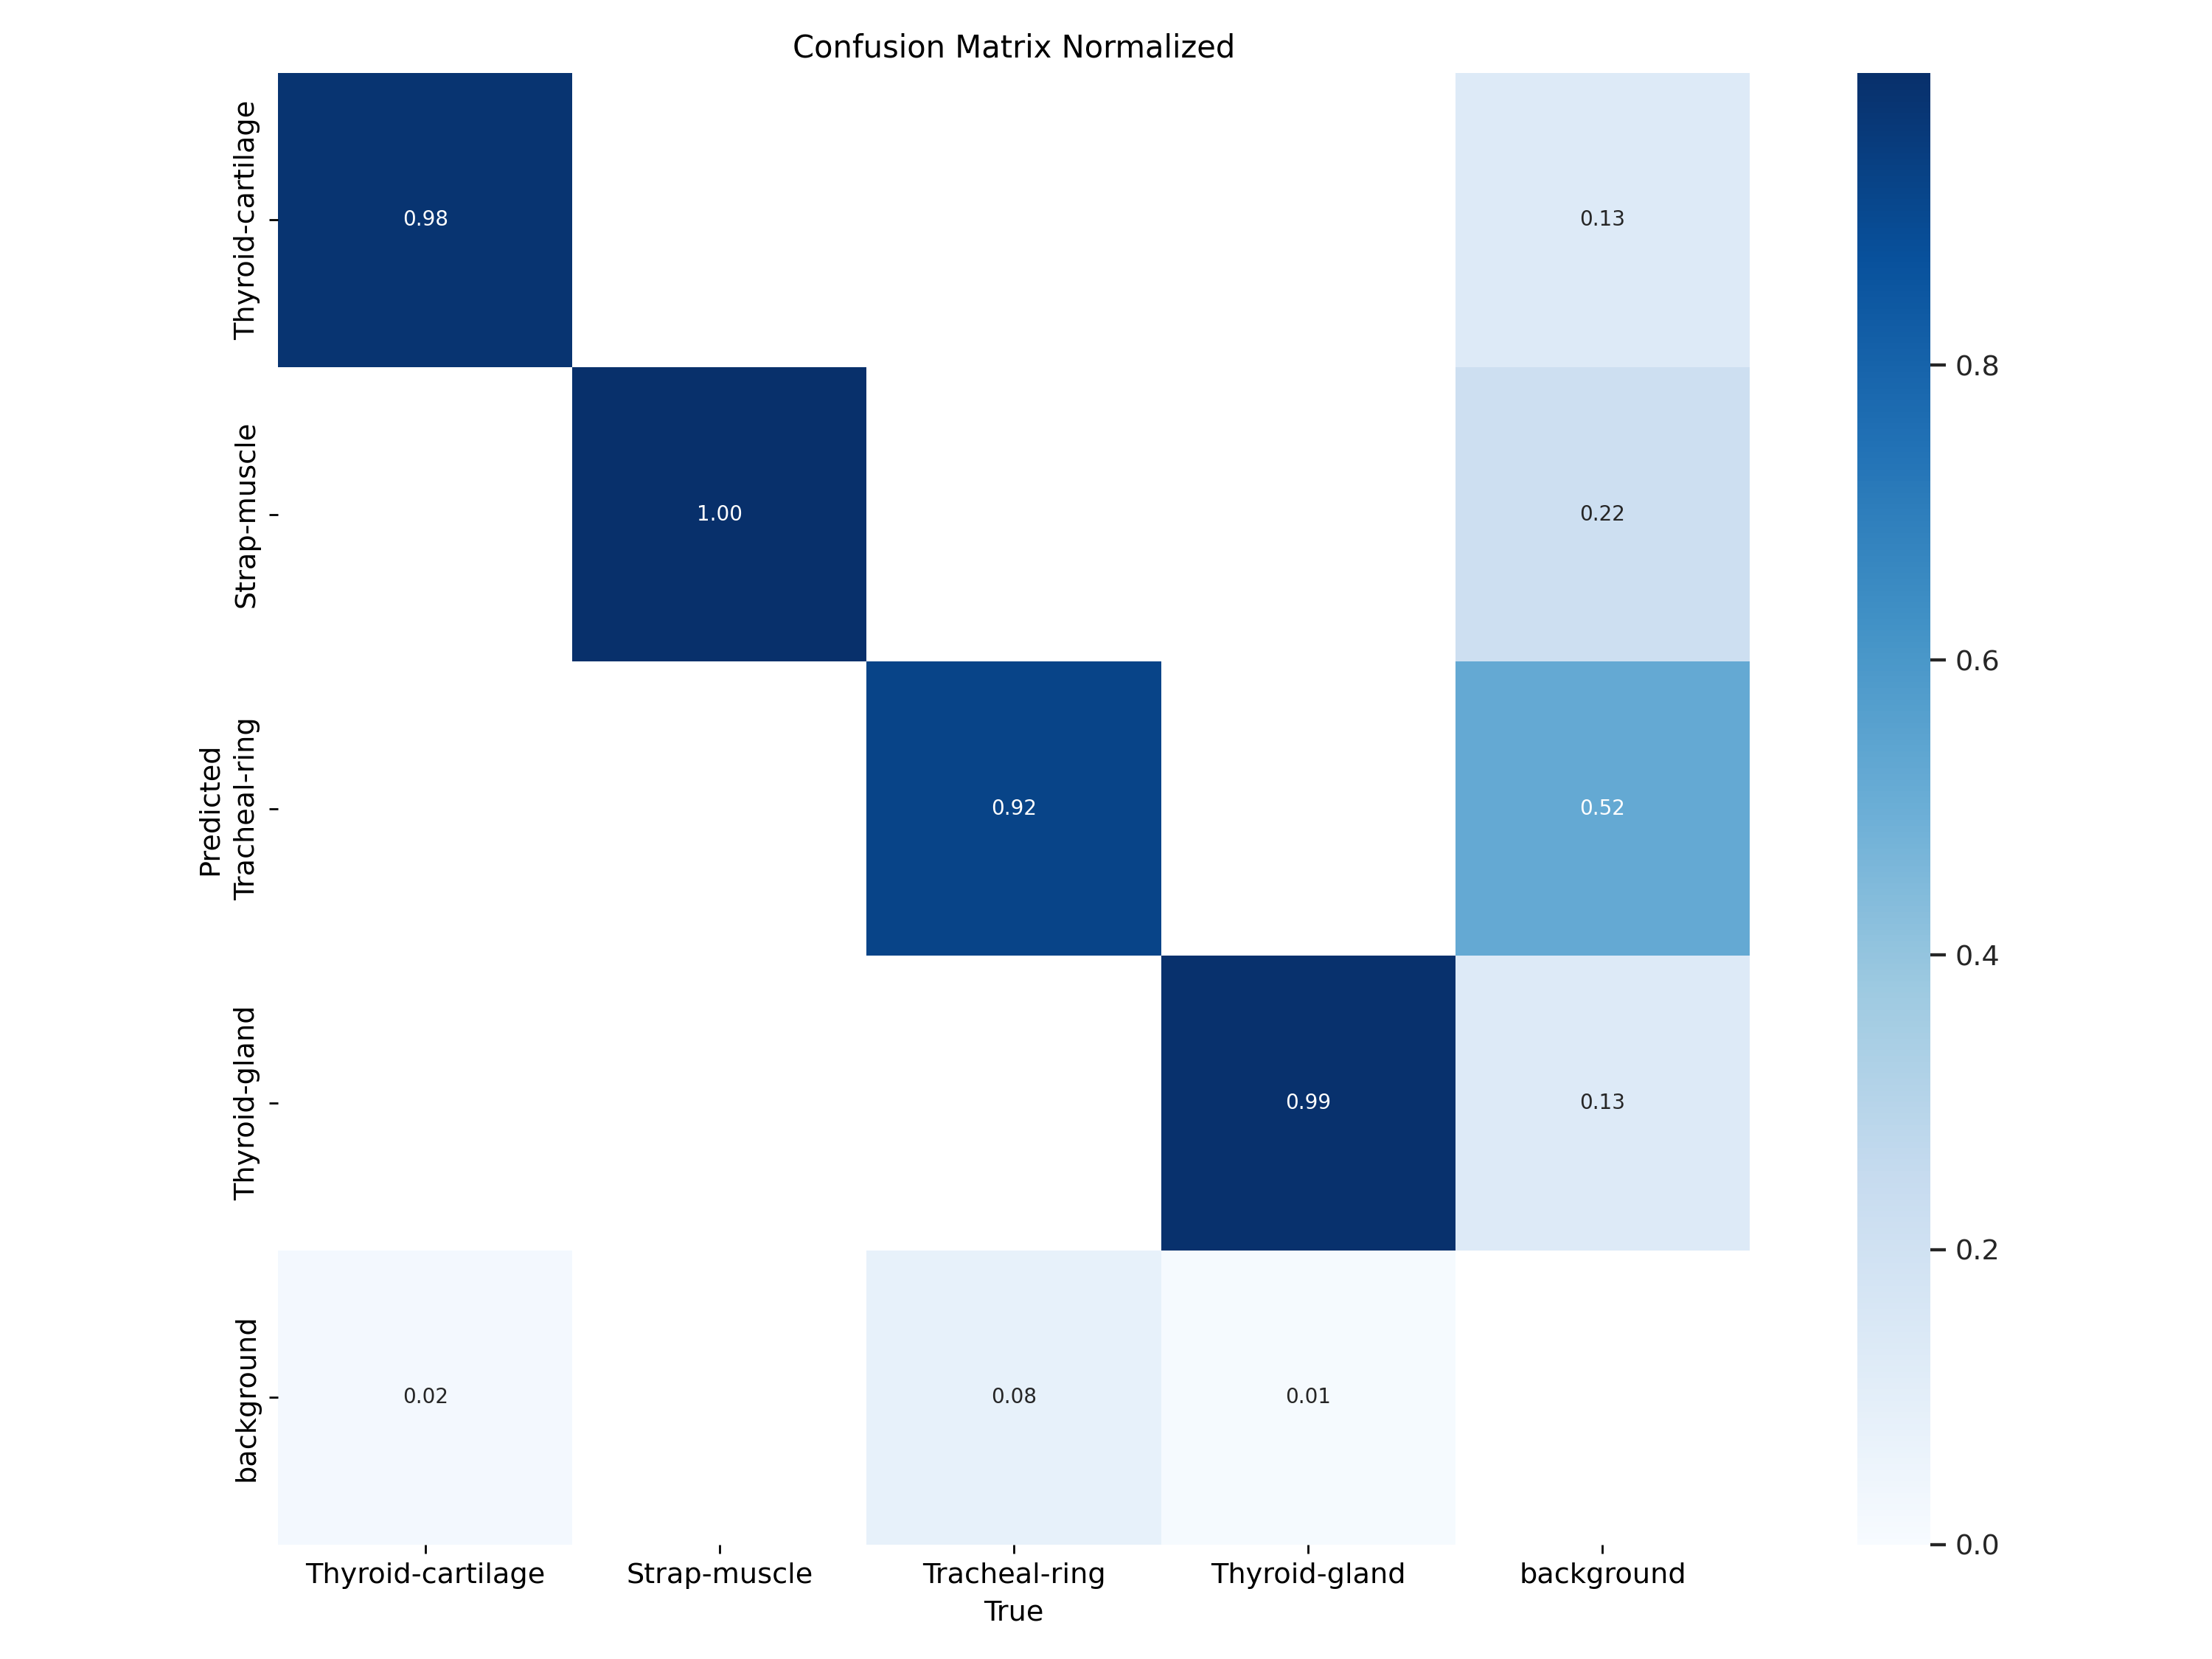 Confusion Matrix Normalized
Predicted
Thyroid-cartilage
0.98
0.13
Strap-muscle
1.00
0.22
Tracheal-ring
0.92
0.52
Thyroid-gland
0.99
0.13
background
0.02
0.08
0.01
Thyroid-cartilage
Strap-muscle
Tracheal-ring
Thyroid-gland
background
True
0.8
0.6
0.4
0.2
0.0